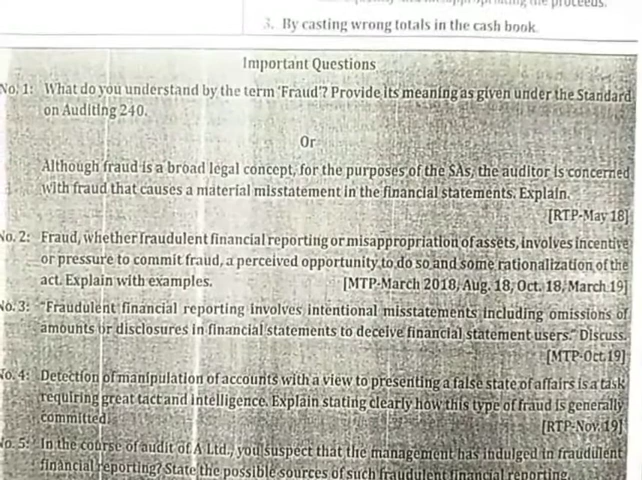 the proceeds.
3. By casting wrong totals in the cash book.
Important Questions
No. 1: What do you understand by the term 'Fraud'? Provide its meaning as given under the Standard
on Auditing 240.
Or
Although fraud is a broad legal concept, for the purposes of the SAs, the auditor is concerned
with fraud that causes a material misstatement in the financial statements. Explain.
[RTP-May 18]
No. 2: Fraud, whether fraudulent financial reporting or misappropriation of assets, involves incentive
or pressure to commit fraud, a perceived opportunity to do so and some rationalization of the
act. Explain with examples. [MTP-March 2018, Aug. 18, Oct. 18, March 19]
No. 3: "Fraudulent financial reporting involves intentional misstatements including omissions of
amounts or disclosures in financial statements to deceive financial statement users." Discuss.
[MTP-Oct.19]
No. 4: Detection of manipulation of accounts with a view to presenting a false state of affairs is a task
requiring great tact and intelligence. Explain stating clearly how this type of fraud is generally
committed.
[RTP-Nov. 19]
No. 5: In the course of audit of A Ltd., you suspect that the management has indulged in fraudulent
financial reporting? State the possible sources of such fraudulent financial reporting.